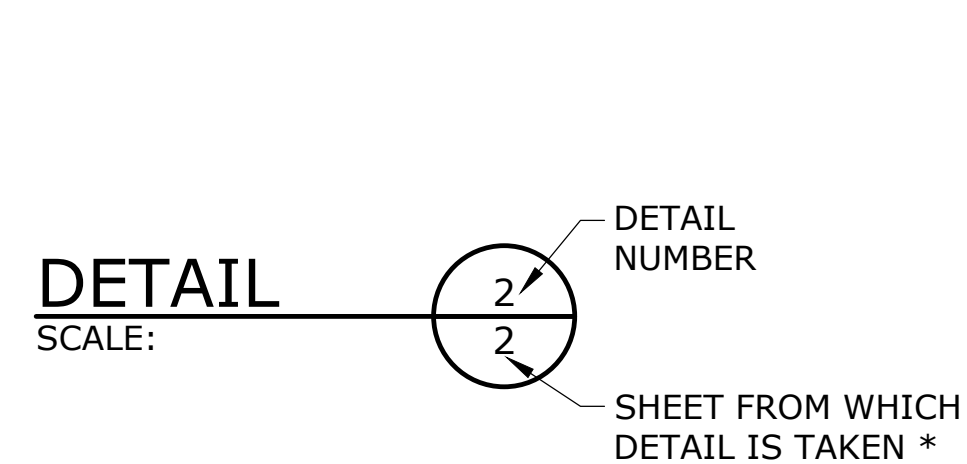 DETAIL
NUMBER
DETAIL
2
SCALE:
2
SHEET FROM WHICH
DETAIL IS TAKEN *